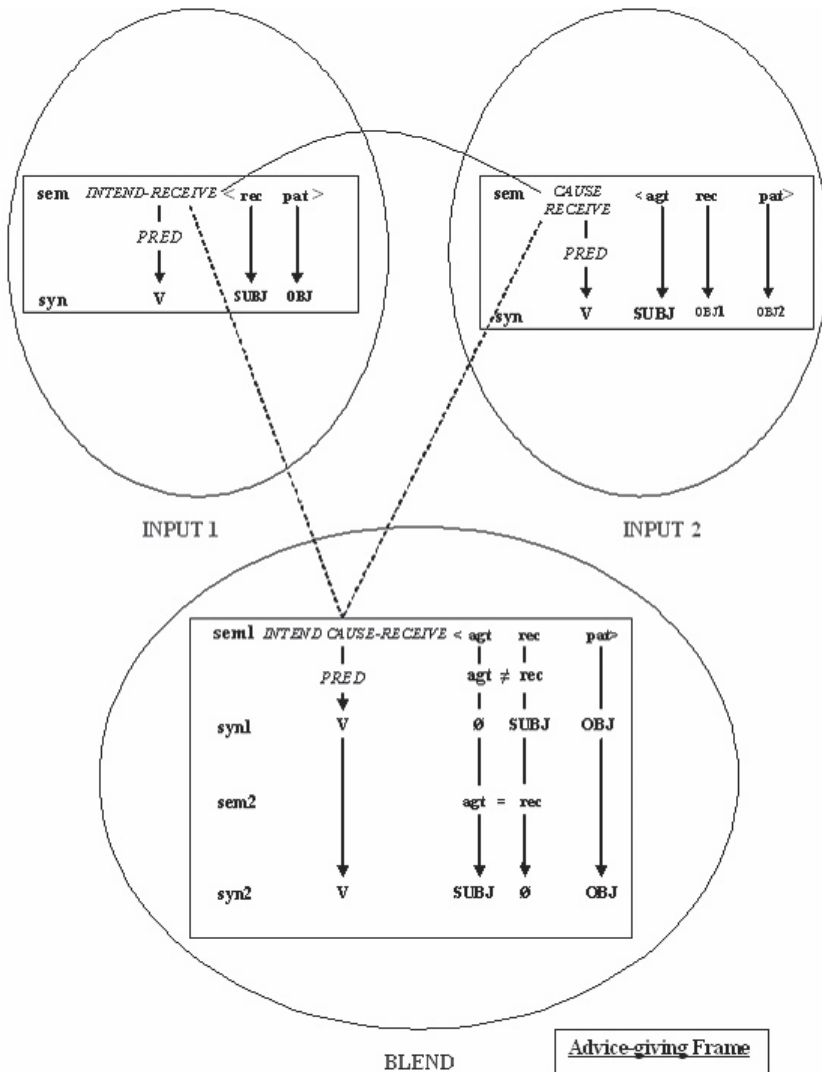 sem INTEND-RECEIVE < rec pat >
PRED
syn V SUBJ OBJ
sem CAUSE RECEIVE < agt rec pat>
PRED
syn V SUBJ OBJ1 OBJ2
INPUT 1
INPUT 2
sem1 INTEND CAUSE-RECEIVE < agt rec pat>
PRED agt ≠ rec
syn1 V Ø SUBJ OBJ
sem2 agt = rec
syn2 V SUBJ Ø OBJ
BLEND
Advice-giving Frame